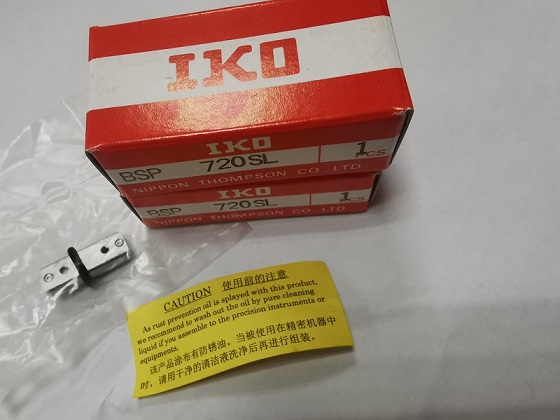 IKO
IKO
BSP 720SL 1 PCS
NIPPON THOMPSON CO., LTD
IKO
BSP 720SL 1 CS
NIPPON THOMPSON CO., LTD
CAUTION 使用前的注意
As rust prevention oil is splayed with this product,
we recommend to wash out the oil by pure cleaning
liquid if you assemble to the precision instruments or
equipments.
该产品涂布有防锈油。当被使用在精密机器中
时，请用干净的清洁液洗净后再进行组装。